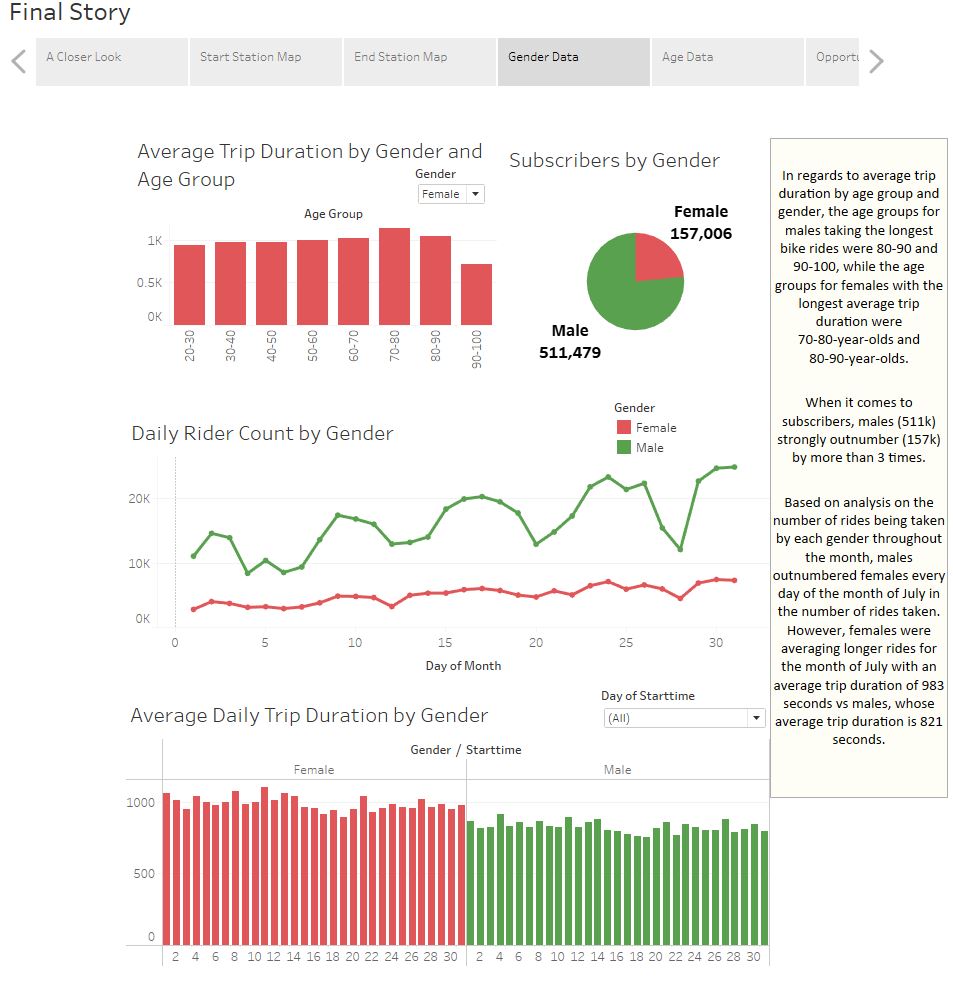 Final Story
A Closer Look
Start Station Map
End Station Map
Gender Data
Age Data
Opportu
Average Trip Duration by Gender and
Age Group
Gender
Female
Age Group
1K
0.5K
0K
20-30
30-40
40-50
50-60
60-70
70-80
80-90
90-100
Subscribers by Gender
Female
157,006
Male
511,479
In regards to average trip
duration by age group and
gender, the age groups for
males taking the longest
bike rides were 80-90 and
90-100, while the age
groups for females with the
longest average trip
duration were
70-80-year-olds and
80-90-year-olds.
When it comes to
subscribers, males (511k)
strongly outnumber (157k)
by more than 3 times.
Based on analysis on the
number of rides being taken
by each gender throughout
the month, males
outnumbered females every
day of the month of July in
the number of rides taken.
However, females were
averaging longer rides for
the month of July with an
average trip duration of 983
seconds vs males, whose
average trip duration is 821
seconds.
Daily Rider Count by Gender
Gender
Female
Male
20K
10K
0K
0 5 10 15 20 25 30
Day of Month
Average Daily Trip Duration by Gender
Day of Starttime
(All)
Gender / Starttime
Female
Male
1000
500
0
2 4 6 8 10 12 14 16 18 20 22 24 26 28 30
2 4 6 8 10 12 14 16 18 20 22 24 26 28 30